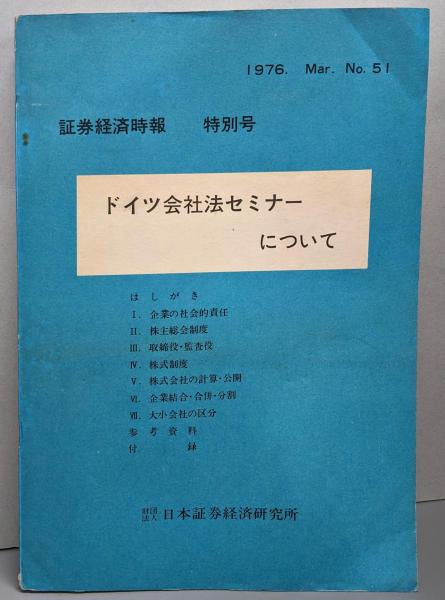 1976. Mar. No. 51
証券経済時報 特別号
ドイツ会社法セミナー
について
はしがき
I. 企業の社会的責任
II. 株主総会制度
III. 取締役・監査役
IV. 株式制度
V. 株式会社の計算・公開
VI. 企業結合・合併・分割
VII. 大小会社の区分
参考資料
付録
財団法人 日本証券経済研究所